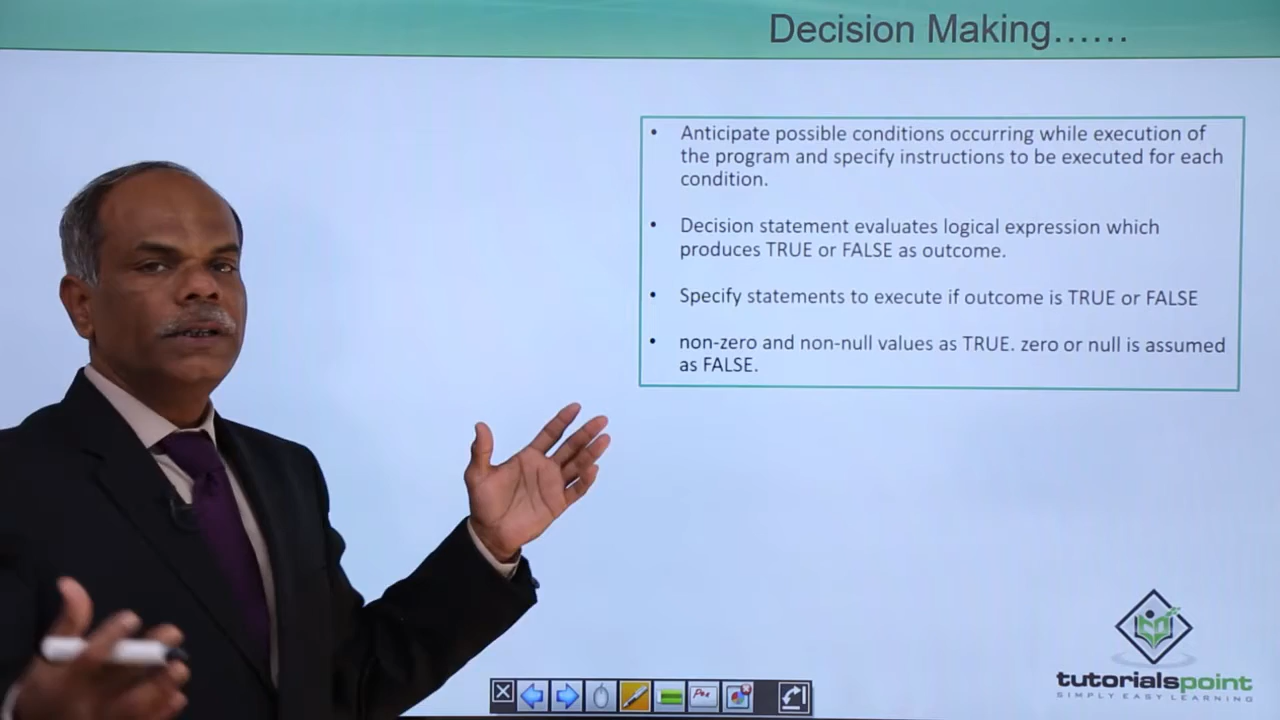 Decision Making......
• Anticipate possible conditions occurring while execution of
the program and specify instructions to be executed for each
condition.
• Decision statement evaluates logical expression which
produces TRUE or FALSE as outcome.
• Specify statements to execute if outcome is TRUE or FALSE
• non-zero and non-null values as TRUE. zero or null is assumed
as FALSE.
tutorialspoint
SIMPLY EASY LEARNING
Pen